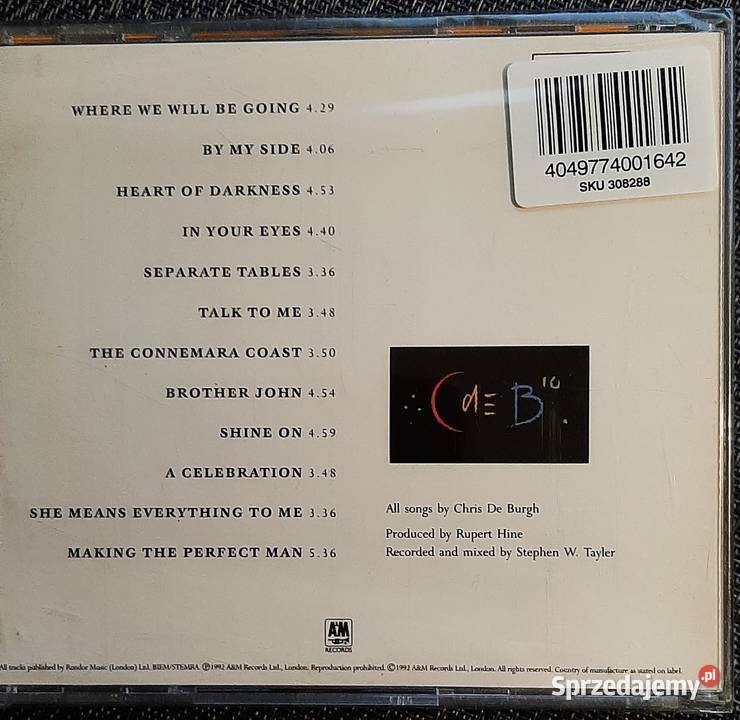 WHERE WE WILL BE GOING 4.29
BY MY SIDE 4.06
HEART OF DARKNESS 4.53
IN YOUR EYES 4.40
SEPARATE TABLES 3.36
TALK TO ME 3.48
THE CONNEMARA COAST 3.50
BROTHER JOHN 4.54
SHINE ON 4.59
A CELEBRATION 3.48
SHE MEANS EVERYTHING TO ME 3.36
MAKING THE PERFECT MAN 5.36
4049774001642
SKU 308288
CdEB'10
All songs by Chris De Burgh
Produced by Rupert Hine
Recorded and mixed by Stephen W. Tayler
A&M
RECORDS
All tracks published by Rondor Music (London) Ltd. BIEM/STEMRA. ℗1992 A&M Records Ltd., London. Reproduction prohibited. ©1992 A&M Records Ltd., London. All rights reserved. Country of manufacture as stated on label.
Sprzedajemy.pl